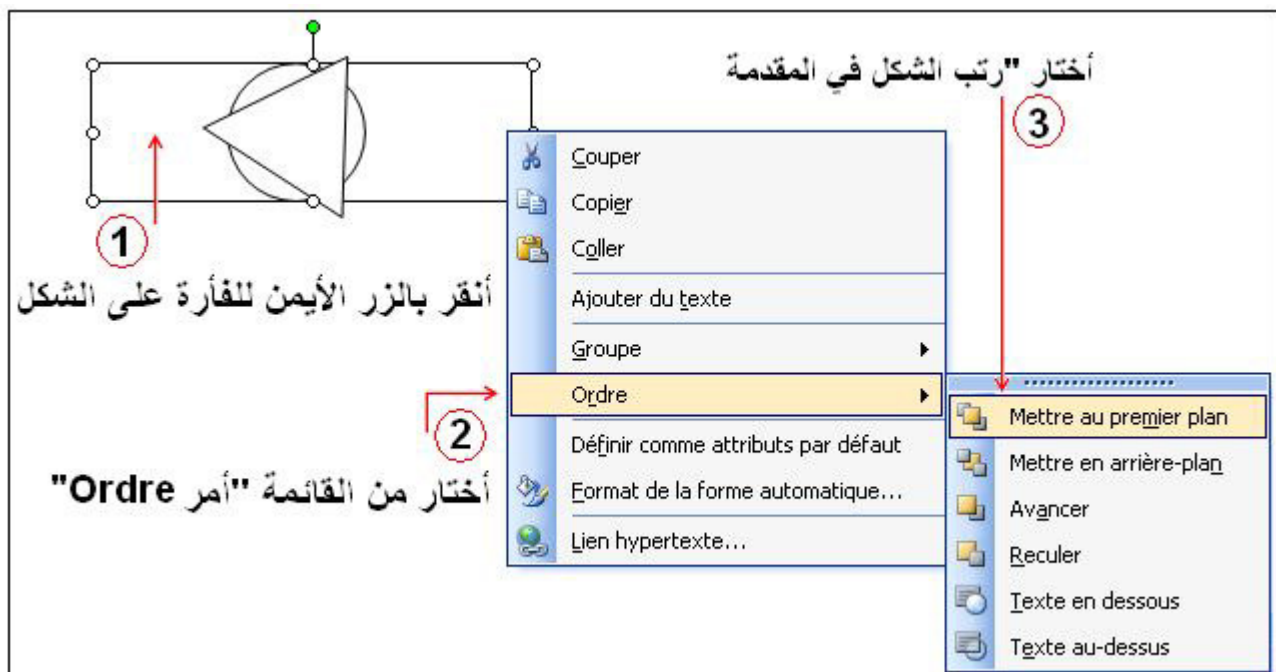 أختار "رتب الشكل في المقدمة
3
1
أنقر بالزر الأيمن للفأرة على الشكل
2
أختار من القائمة "أمر Ordre"
Couper
Copier
Coller
Ajouter du texte
Groupe
Ordre
Définir comme attributs par défaut
Format de la forme automatique...
Lien hypertexte...
Mettre au premier plan
Mettre en arrière-plan
Avancer
Reculer
Texte en dessous
Texte au-dessus